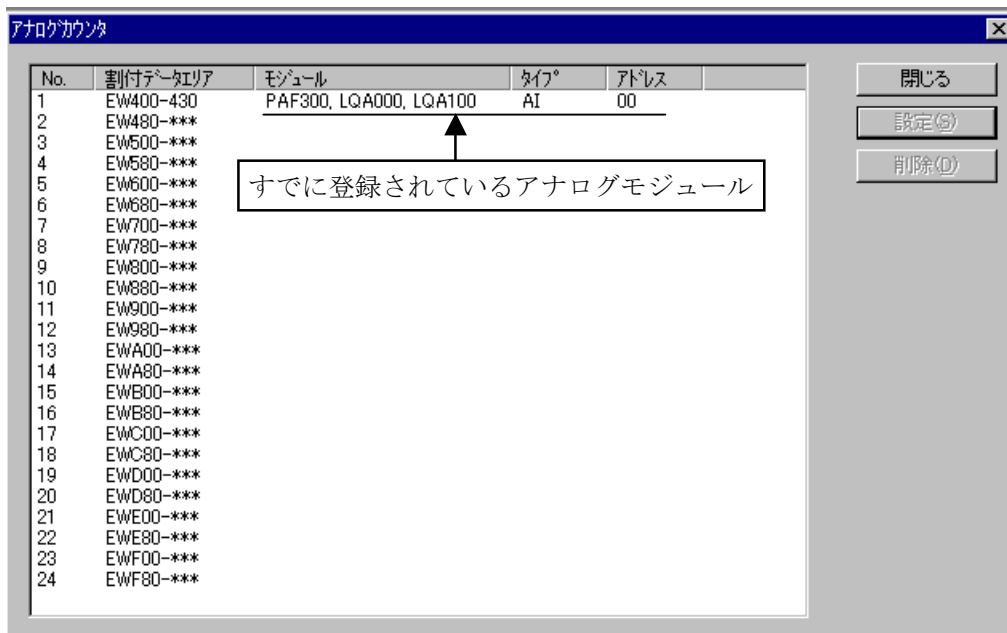 アナログカウンタ
No. 割付データエリア モジュール タイプ アドレス
1 EW400-430 PAF300, LQA000, LQA100 AI 00
2 EW480-***
3 EW500-***
4 EW580-***
5 EW600-***
6 EW680-***
7 EW700-***
8 EW780-***
9 EW800-***
10 EW880-***
11 EW900-***
12 EW980-***
13 EWA00-***
14 EWA80-***
15 EWB00-***
16 EWB80-***
17 EWC00-***
18 EWC80-***
19 EWD00-***
20 EWD80-***
21 EWE00-***
22 EWE80-***
23 EWF00-***
24 EWF80-***
すでに登録されているアナログモジュール
閉じる
設定(S)
削除(D)